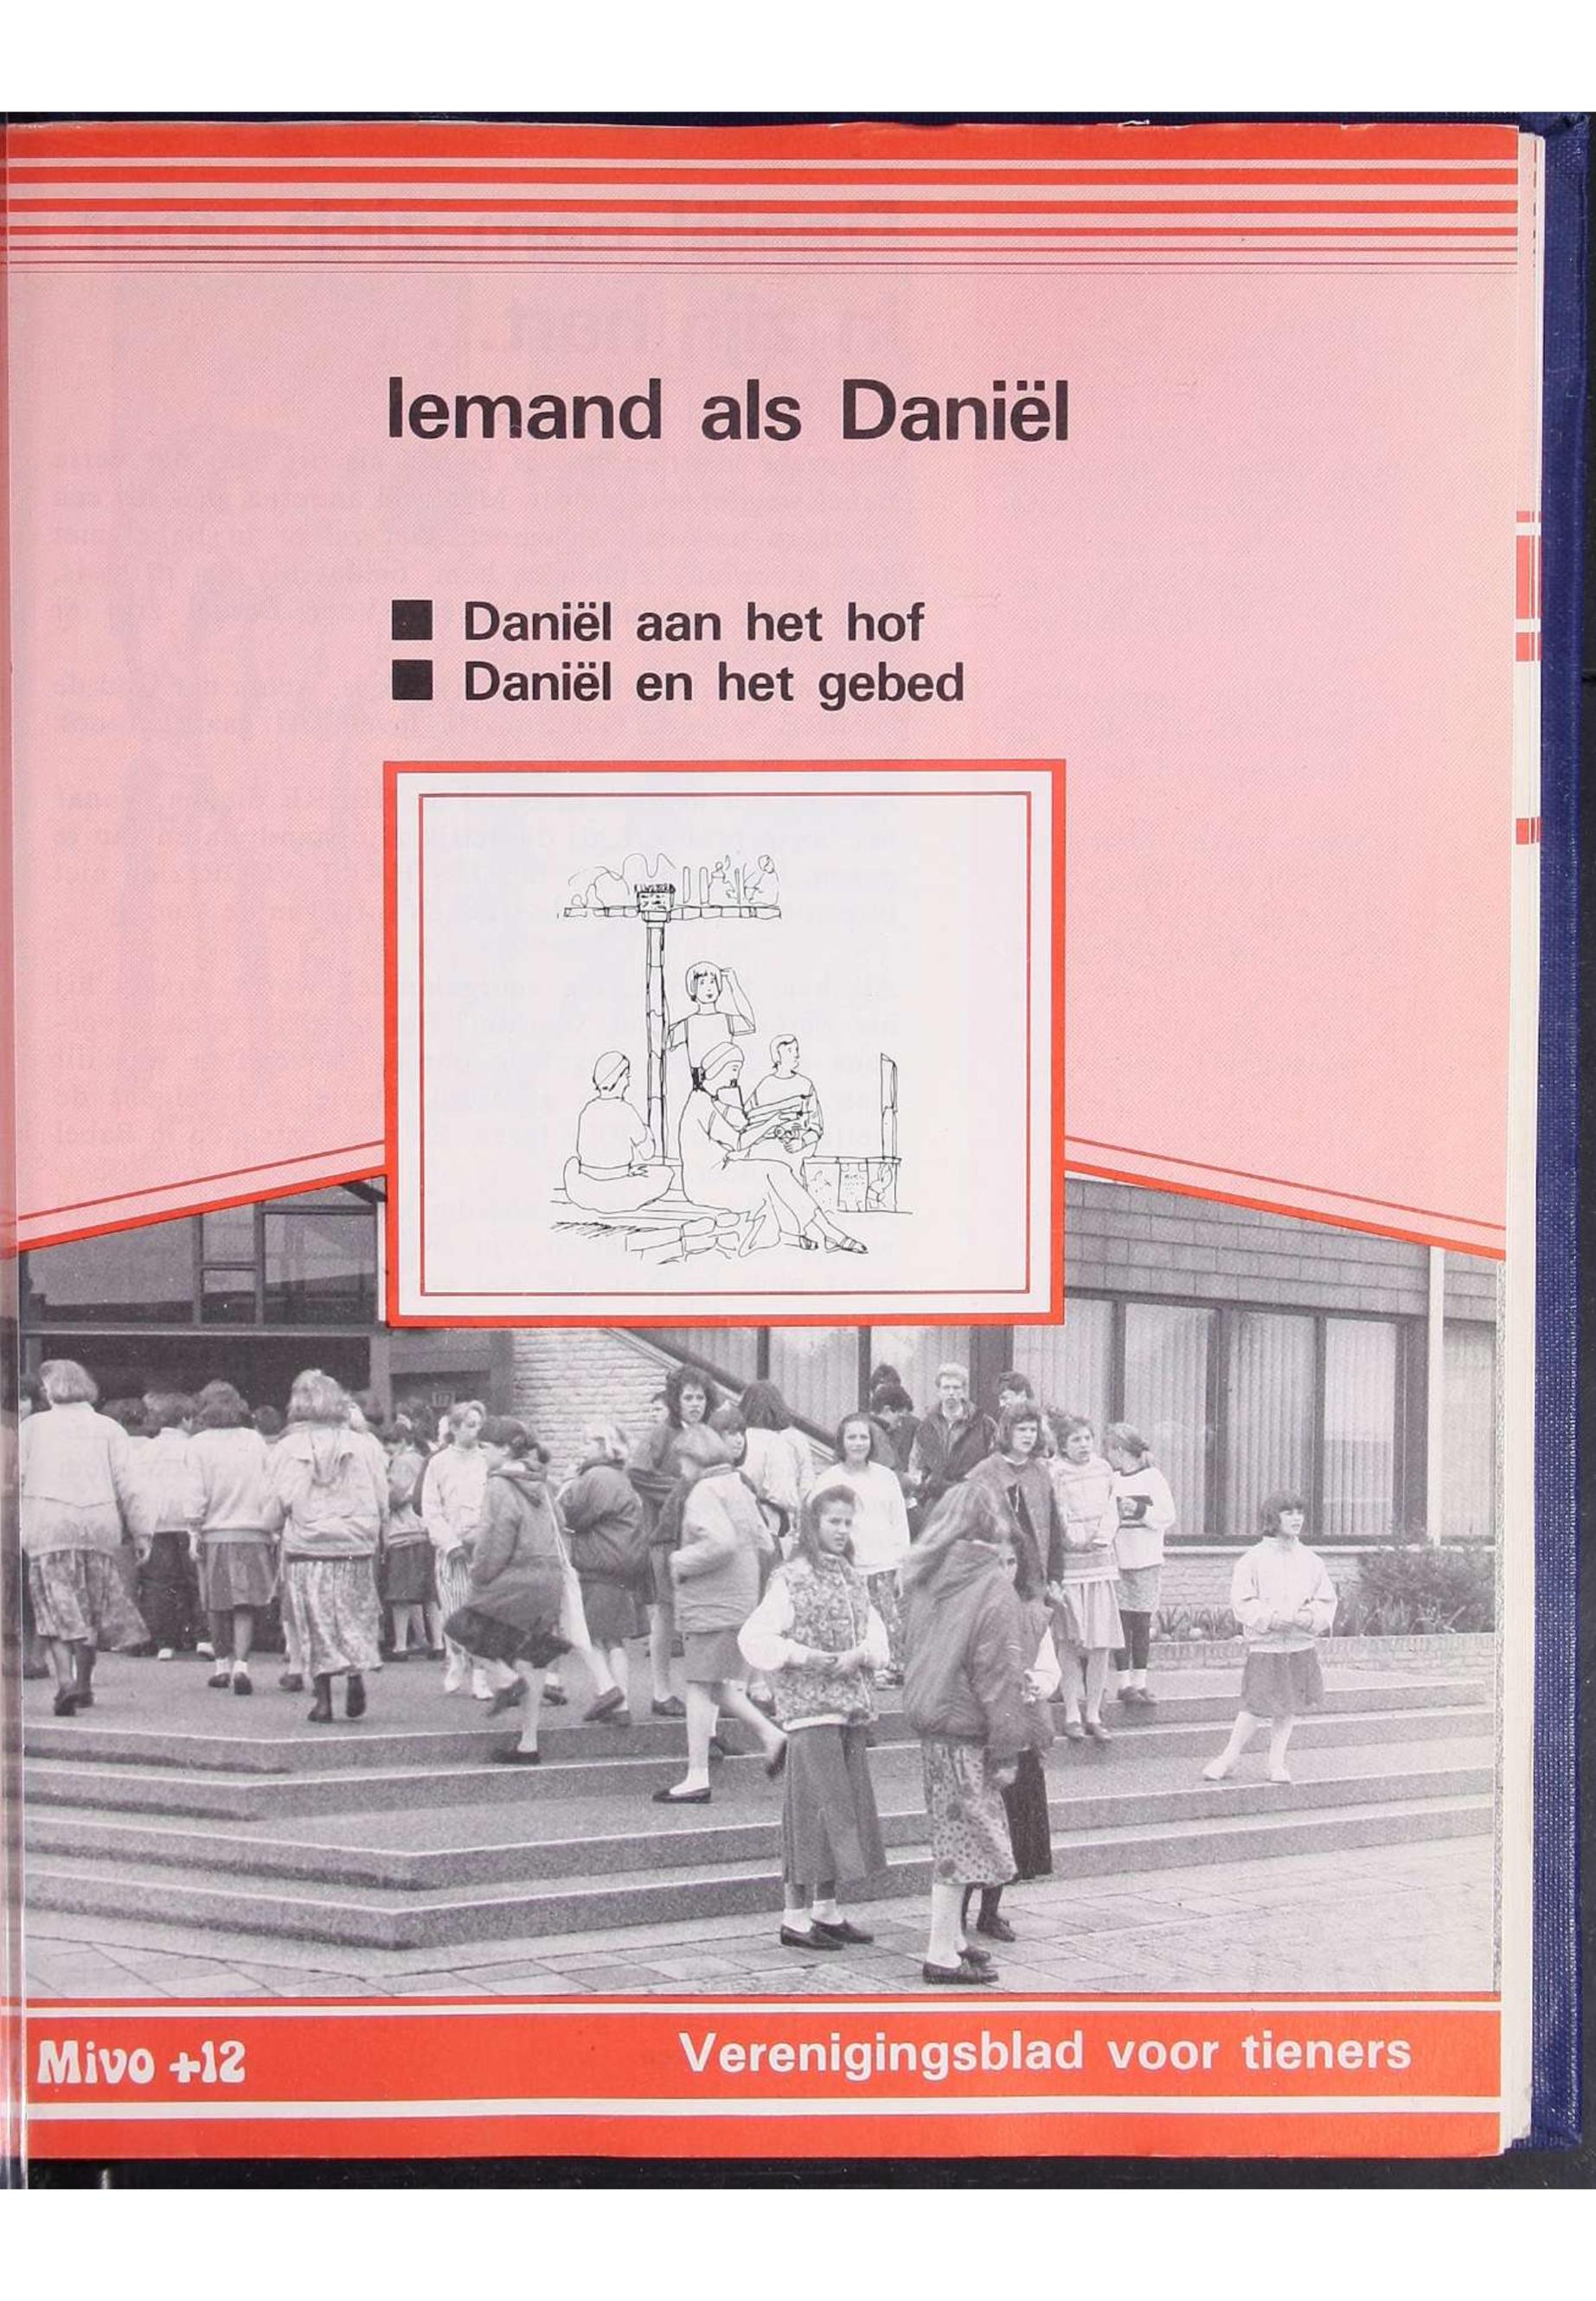 Iemand als Daniël
■ Daniël aan het hof
■ Daniël en het gebed
Mivo +12
Verenigingsblad voor tieners